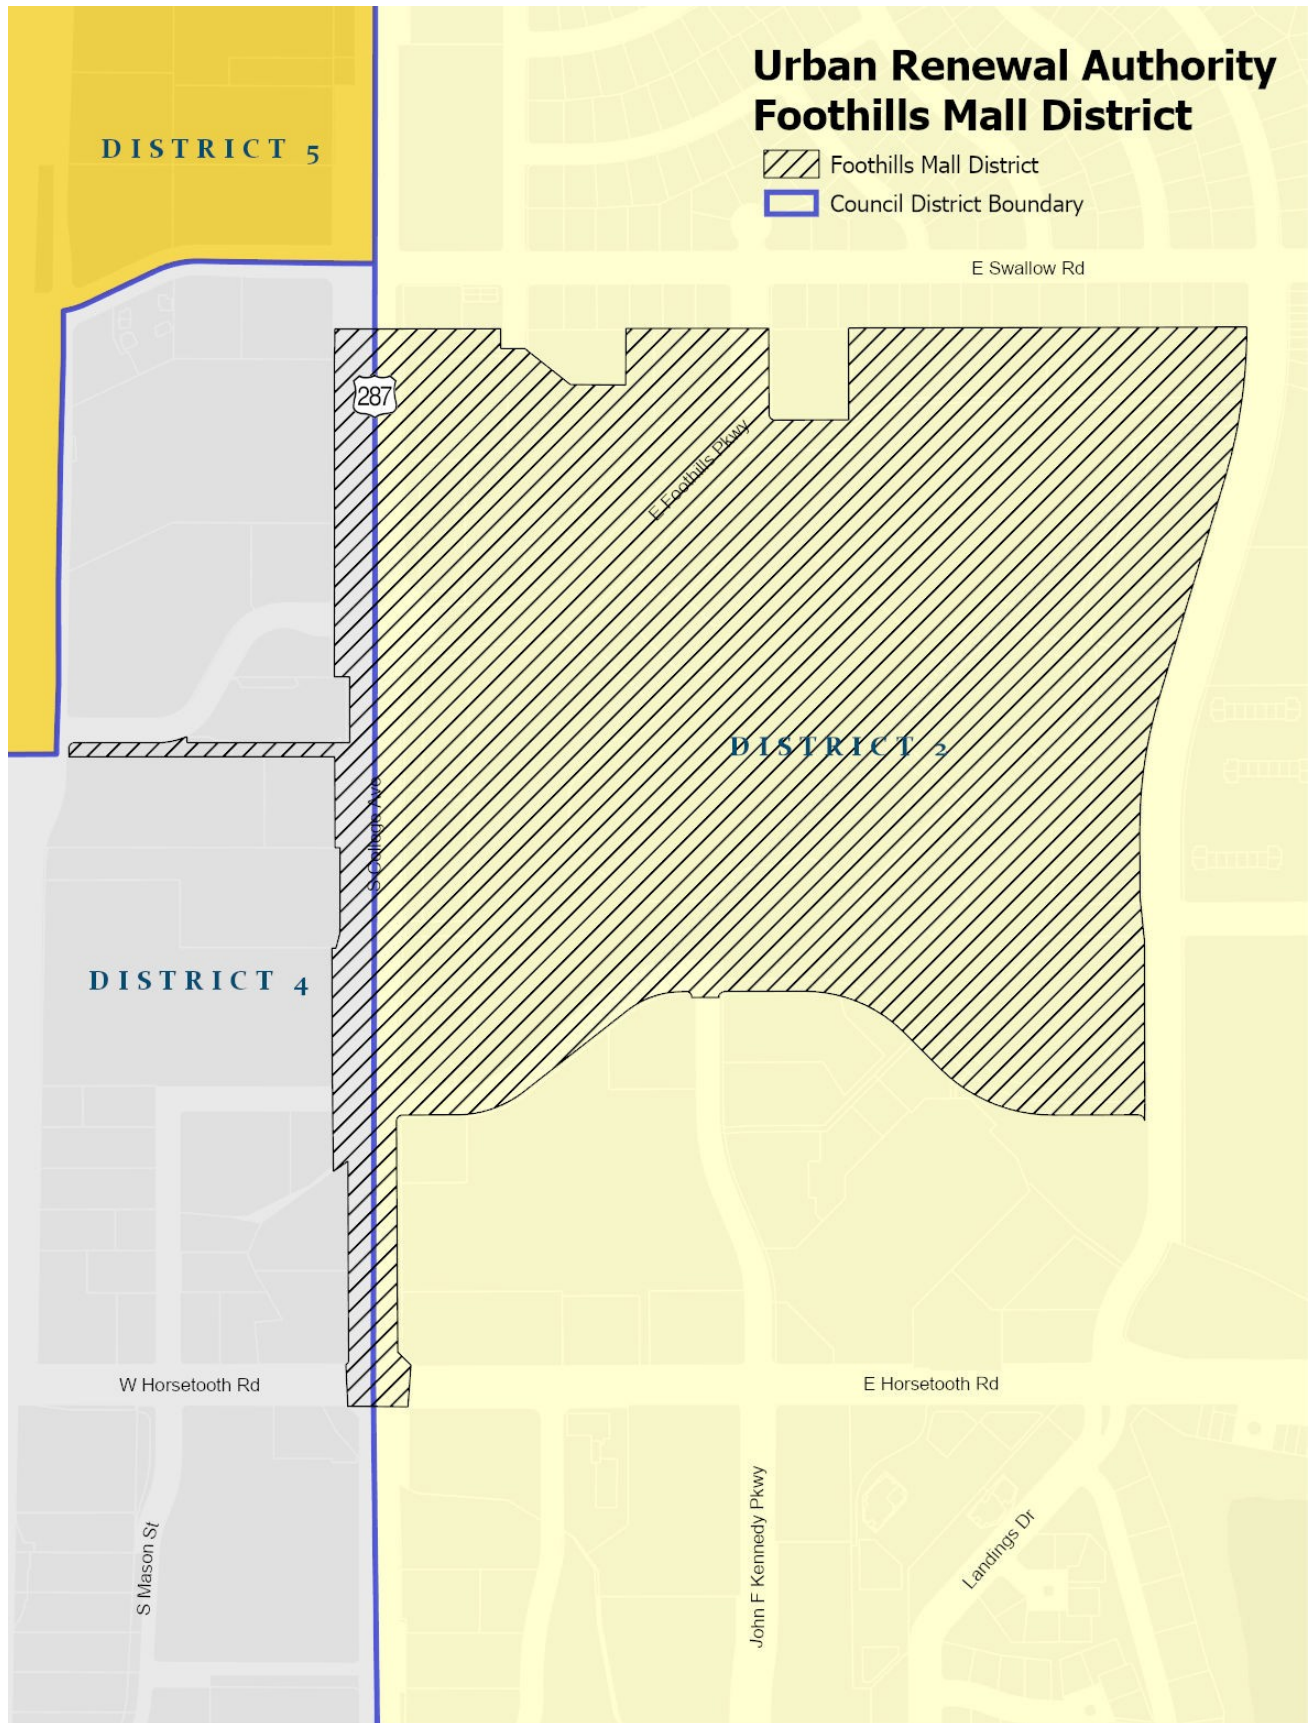 Urban Renewal Authority
Foothills Mall District
Foothills Mall District
Council District Boundary
DISTRICT 5
E Swallow Rd
287
E Foothills Pkwy
DISTRICT 2
S College Ave
DISTRICT 4
W Horsetooth Rd
E Horsetooth Rd
S Mason St
John F Kennedy Pkwy
Landings Dr